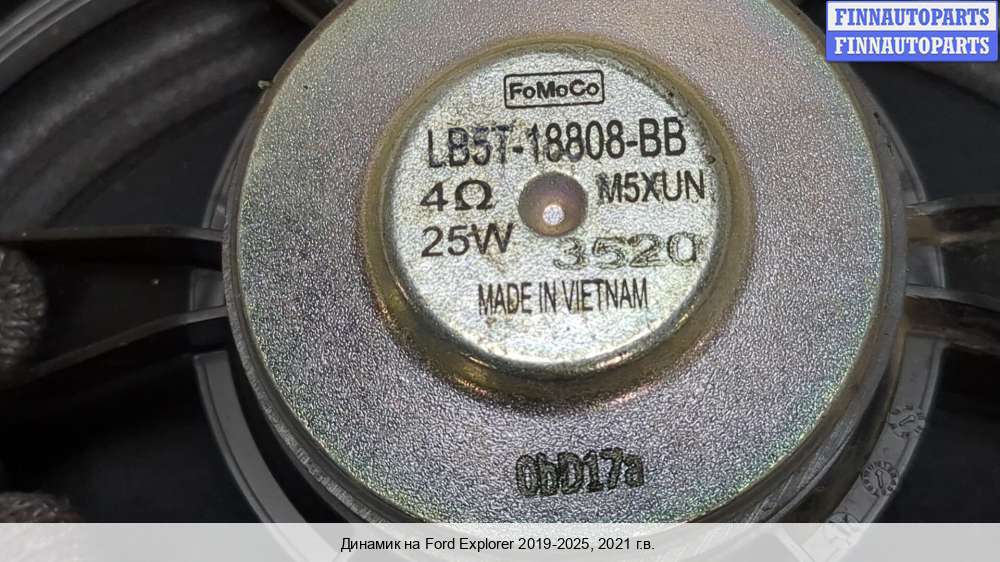 FINNAUTOPARTS
FINNAUTOPARTS
FoMoCo
LB5T-18808-BB
4Ω M5XUN
25W 3520
MADE IN VIETNAM
0bD17a
Динамик на Ford Explorer 2019-2025, 2021 г.в.